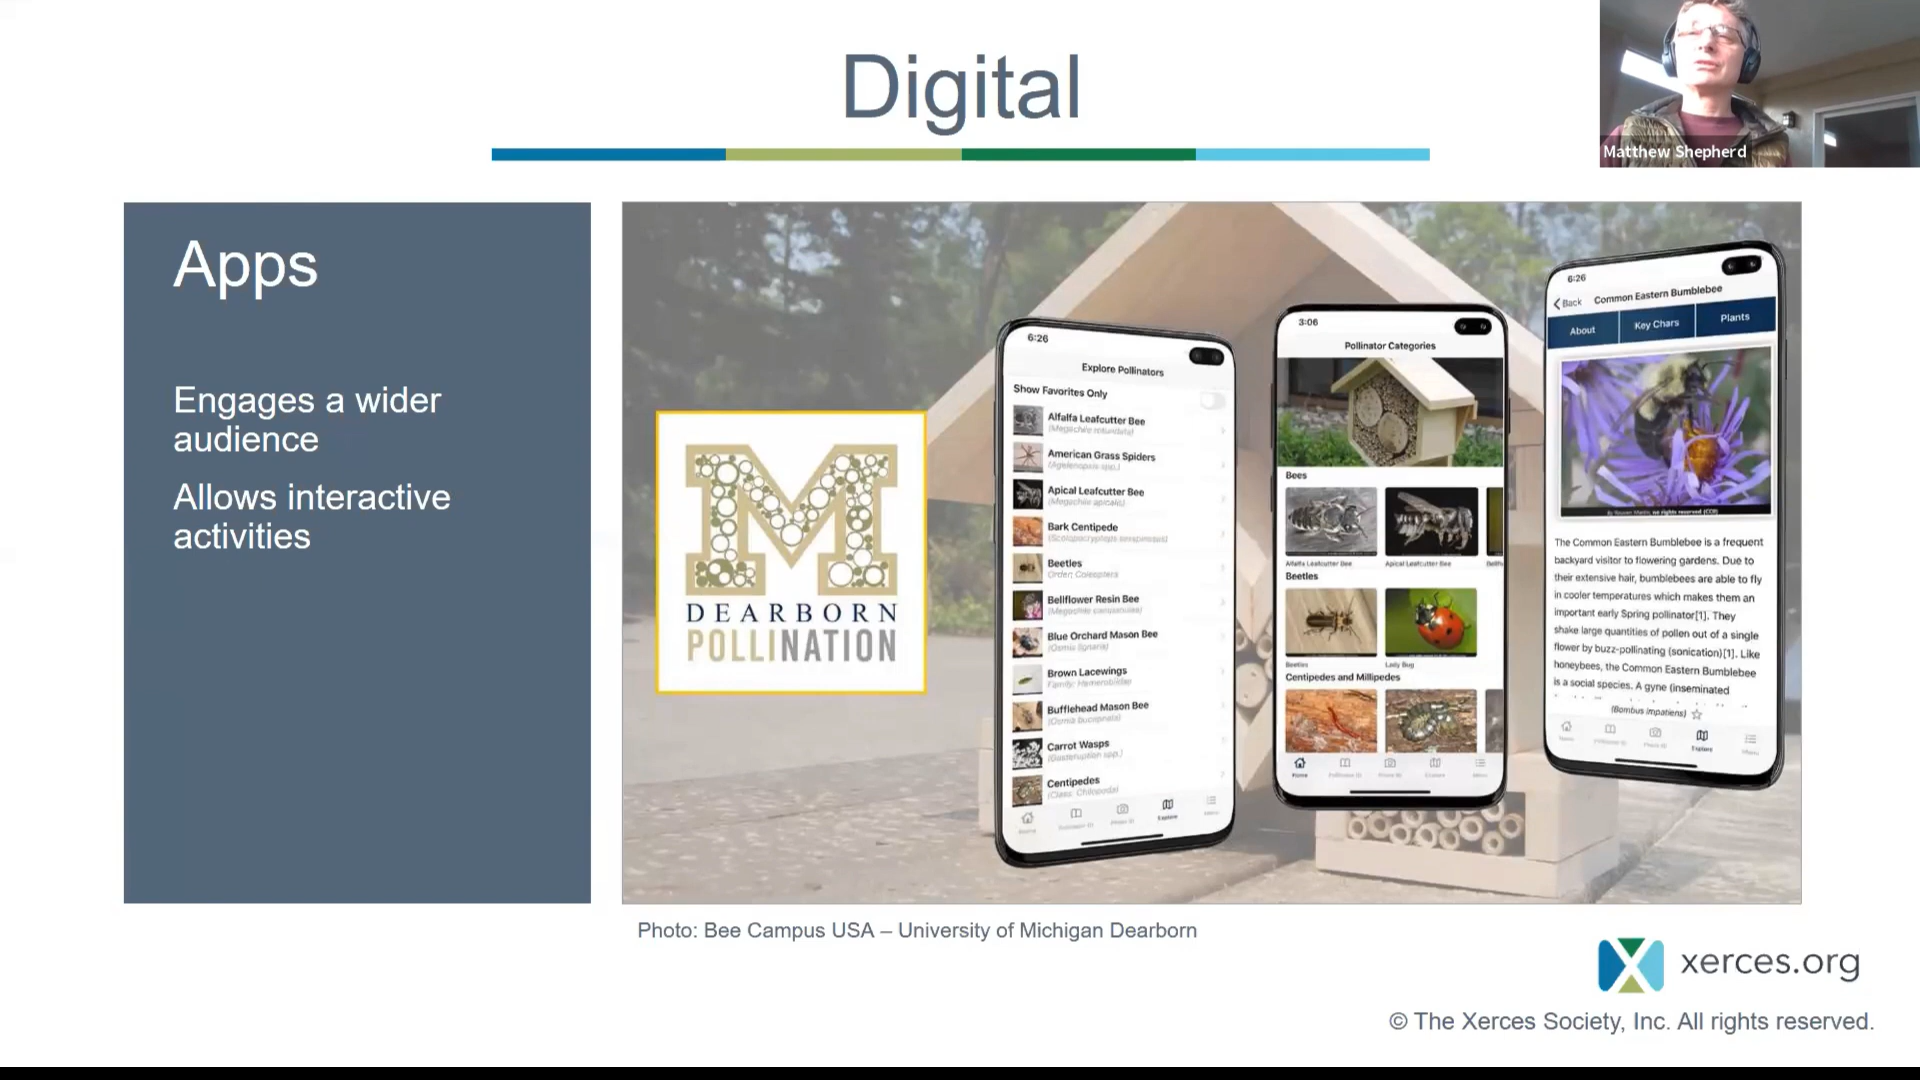 Digital
Matthew Shepherd
Apps
Engages a wider
audience
Allows interactive
activities
DEARBORN
POLLINATION
6:26
Explore Pollinators
Show Favorites Only
Alfalfa Leafcutter Bee
(Megachile rotundata)
American Grass Spiders
(Agelenopsis spp.)
Apical Leafcutter Bee
(Megachile apicalis)
Bark Centipede
(Scolopocryptops sexspinosus)
Beetles
Order: Coleoptera
Bellflower Resin Bee
(Megachile campanulae)
Blue Orchard Mason Bee
(Osmia lignaria)
Brown Lacewings
Family: Hemerobiidae
Bufflehead Mason Bee
(Osmia bucephala)
Carrot Wasps
(Gasteruption spp.)
Centipedes
(Class: Chilopoda)
Explore
3:06
Pollinator Categories
Bees
Alfalfa Leafcutter Bee
Apical Leafcutter Bee
Beetles
Beetles
Lady Bug
Centipedes and Millipedes
Home
6:26
Back Common Eastern Bumblebee
About Key Chars Plants
The Common Eastern Bumblebee is a frequent
backyard visitor to flowering gardens. Due to
their extensive hair, bumblebees are able to fly
in cooler temperatures which makes them an
important early Spring pollinator[1]. They
shake large quantities of pollen out of a single
flower by buzz-pollinating (sonication)[1]. Like
honeybees, the Common Eastern Bumblebee
is a social species. A gyne (inseminated
(Bombus impatiens)
Explore
Photo: Bee Campus USA – University of Michigan Dearborn
xerces.org
© The Xerces Society, Inc. All rights reserved.